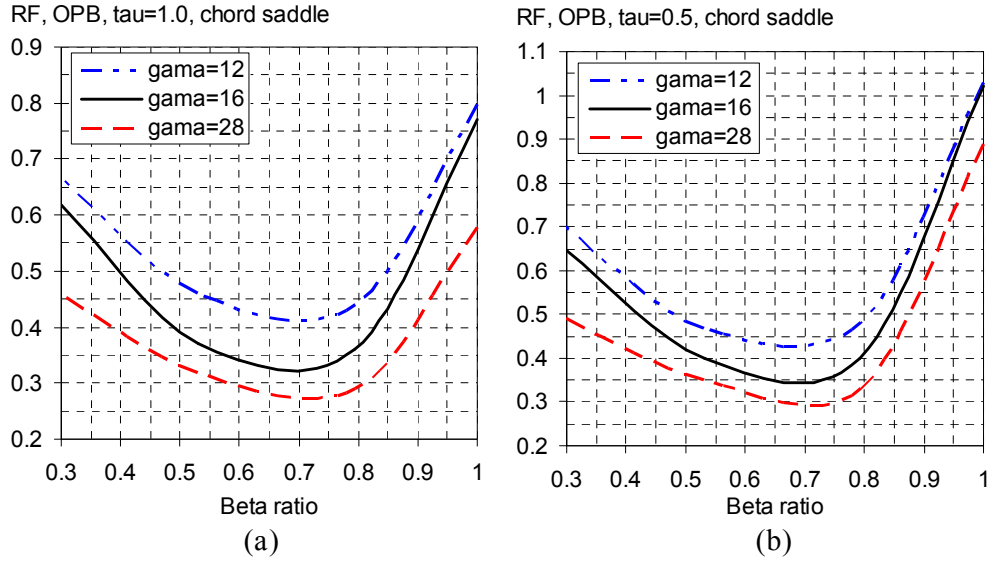 RF, OPB, tau=1.0, chord saddle
0.9
0.8
0.7
0.6
0.5
0.4
0.3
0.2
gama=12
gama=16
gama=28
0.3 0.4 0.5 0.6 0.7 0.8 0.9 1
Beta ratio
(a)
RF, OPB, tau=0.5, chord saddle
1.1
1
0.9
0.8
0.7
0.6
0.5
0.4
0.3
0.2
gama=12
gama=16
gama=28
0.3 0.4 0.5 0.6 0.7 0.8 0.9 1
Beta ratio
(b)